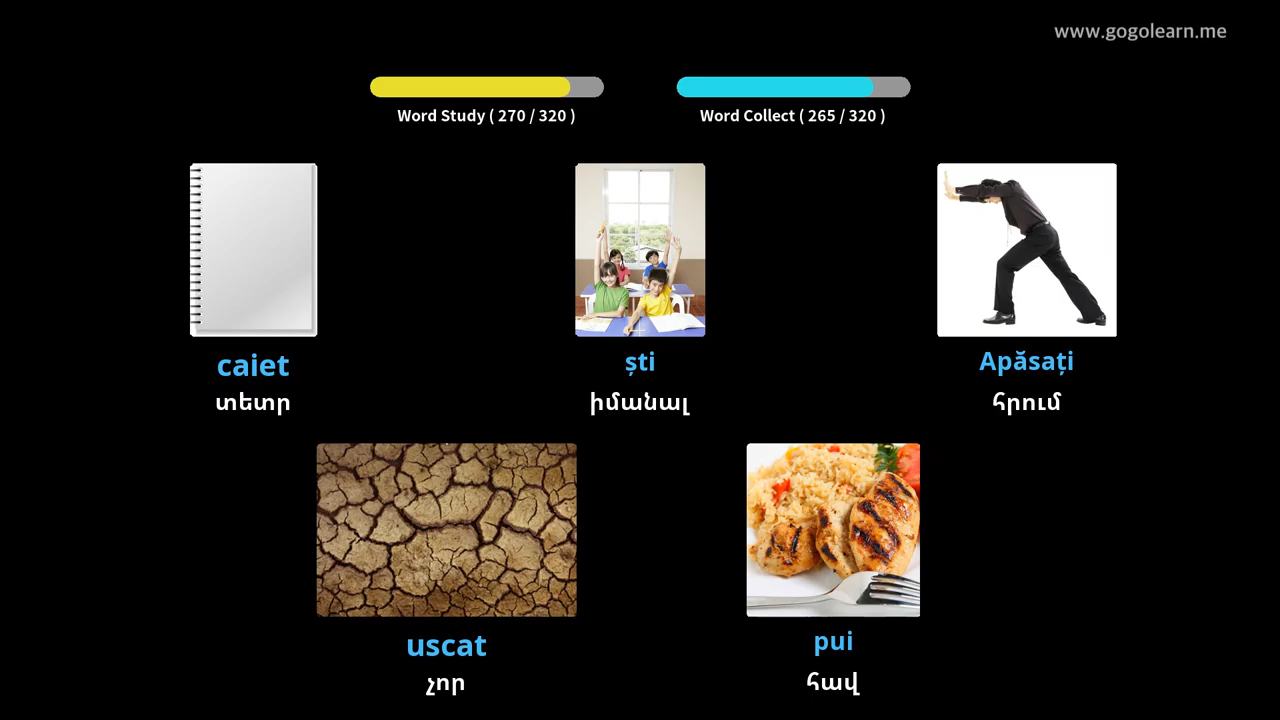 www.gogolearn.me
Word Study ( 270 / 320 )
Word Collect ( 265 / 320 )
caiet
տետր
ști
իմանալ
Apăsați
հրում
uscat
չոր
pui
հավ